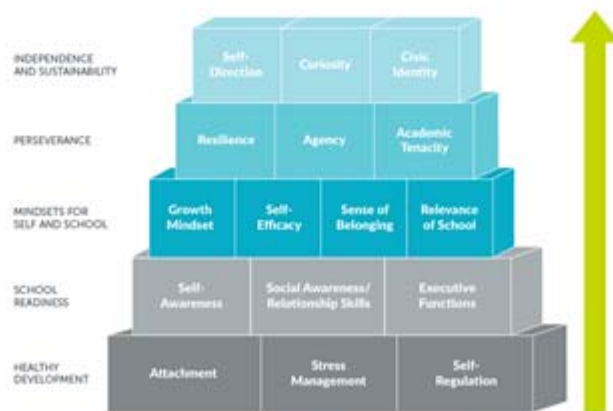 INDEPENDENCE
AND SUSTAINABILITY
Self-
Direction
Curiosity
Civic
Identity
PERSEVERANCE
Resilience
Agency
Academic
Tenacity
MINDSETS FOR
SELF AND SCHOOL
Growth
Mindset
Self-
Efficacy
Sense of
Belonging
Relevance
of School
SCHOOL
READINESS
Self-
Awareness
Social Awareness/
Relationship Skills
Executive
Functions
HEALTHY
DEVELOPMENT
Attachment
Stress
Management
Self-
Regulation